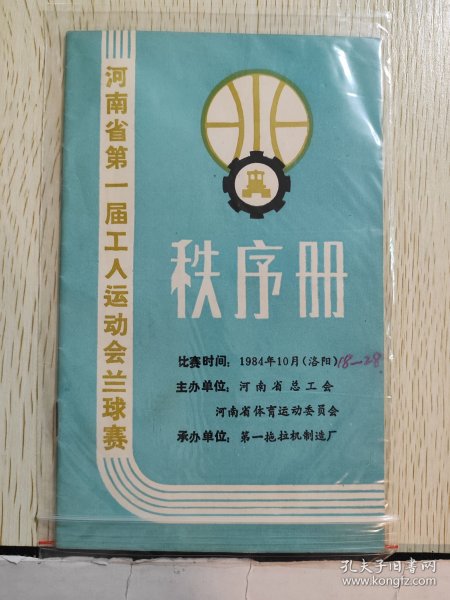 河南省第一届工人运动会兰球赛
秩序册
比赛时间：1984年10月(洛阳)18—28
主办单位：河南省总工会
河南省体育运动委员会
承办单位：第一拖拉机制造厂
孔夫子旧书网
www.kongfz.com